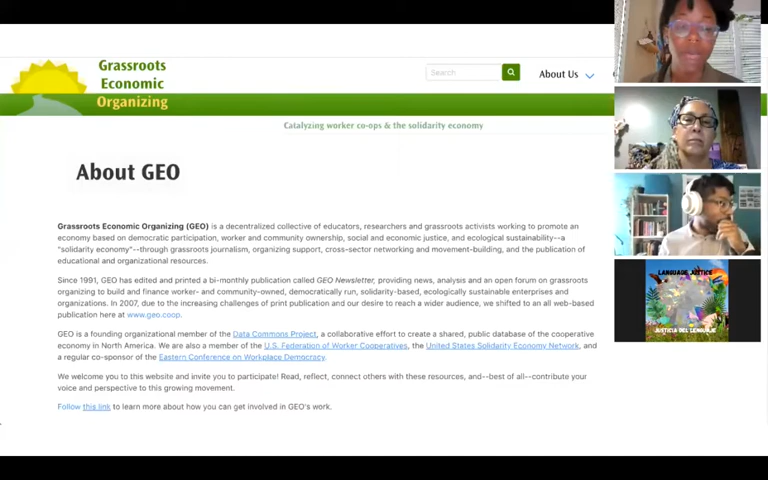 Grassroots
Economic
Organizing
Search
About Us
Catalyzing worker co-ops & the solidarity economy
About GEO
Grassroots Economic Organizing (GEO) is a decentralized collective of educators, researchers and grassroots activists working to promote an
economy based on democratic participation, worker and community ownership, social and economic justice, and ecological sustainability--a
"solidarity economy"--through grassroots journalism, organizing support, cross-sector networking and movement-building, and the publication of
educational and organizational resources.
Since 1991, GEO has edited and printed a bi-monthly publication called GEO Newsletter, providing news, analysis and an open forum on grassroots
organizing to build and finance worker- and community-owned, democratically run, solidarity-based, ecologically sustainable enterprises and
organizations. In 2007, due to the increasing challenges of print publication and our desire to reach a wider audience, we shifted to an all web-based
publication here at www.geo.coop.
GEO is a founding organizational member of the Data Commons Project, a collaborative effort to create a shared, public database of the cooperative
economy in North America. We are also a member of the U.S. Federation of Worker Cooperatives, the United States Solidarity Economy Network, and
a regular co-sponsor of the Eastern Conference on Workplace Democracy.
We welcome you to this website and invite you to participate! Read, reflect, connect others with these resources, and--best of all--contribute your
voice and perspective to this growing movement.
Follow this link to learn more about how you can get involved in GEO's work.
LANGUAGE JUSTICE
JUSTICIA DEL LENGUAJE